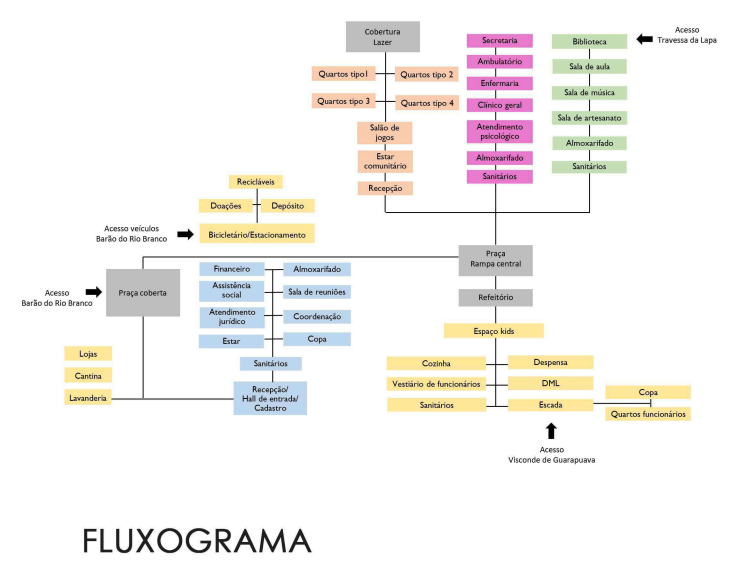 Cobertura
Lazer
Quartos tipo1
Quartos tipo 2
Quartos tipo 3
Quartos tipo 4
Salão de
jogos
Estar
comunitário
Recepção
Secretaria
Ambulatório
Enfermaria
Clínico geral
Atendimento
psicológico
Almoxarifado
Sanitários
Biblioteca
Sala de aula
Sala de música
Sala de artesanato
Almoxarifado
Sanitários
Acesso
Travessa da Lapa
Recicláveis
Doações
Depósito
Bicicletário/Estacionamento
Acesso veículos
Barão do Rio Branco
Praça
Rampa central
Refeitório
Acesso
Barão do Rio Branco
Praça coberta
Financeiro
Almoxarifado
Assistência
social
Sala de reuniões
Atendimento
jurídico
Coordenação
Estar
Copa
Sanitários
Recepção/
Hall de entrada/
Cadastro
Lojas
Cantina
Lavanderia
Espaço kids
Cozinha
Despensa
Vestiário de funcionários
DML
Sanitários
Escada
Copa
Quartos funcionários
Acesso
Visconde de Guarapuava
FLUXOGRAMA